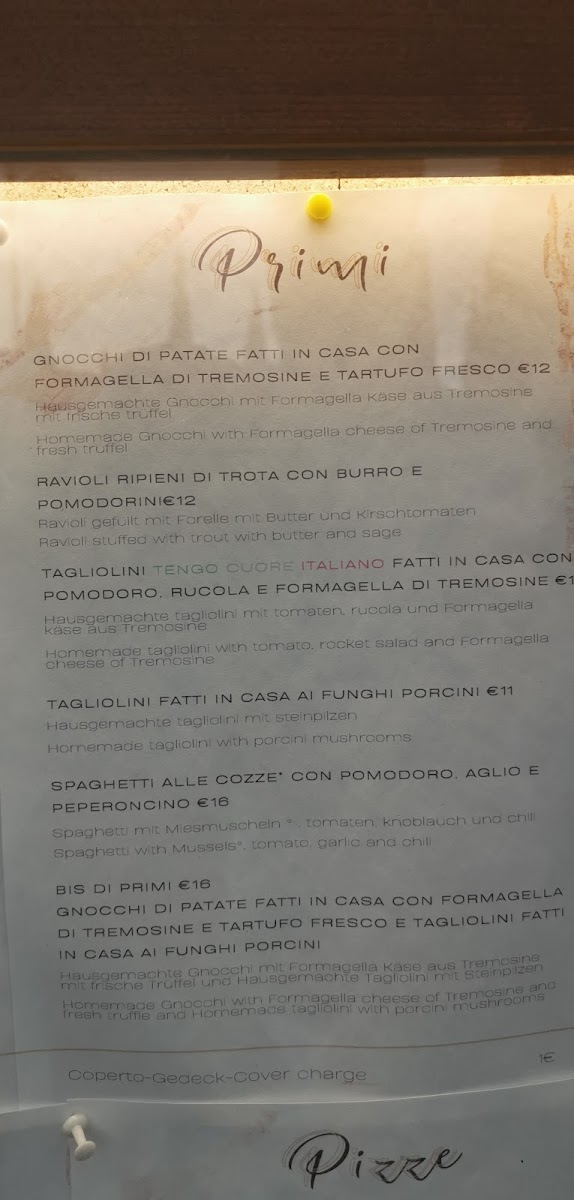 Primi
GNOCCHI DI PATATE FATTI IN CASA CON
FORMAGELLA DI TREMOSINE E TARTUFO FRESCO €12
Hausgemachte Gnocchi mit Formagella Käse aus Tremosine
mit frische truffel
Homemade Gnocchi with Formagella cheese of Tremosine and
fresh truffel
RAVIOLI RIPIENI DI TROTA CON BURRO E
POMODORINI€12
Ravioli gefüllt mit Forelle mit Butter und Kirschtomaten
Ravioli stuffed with trout with butter and sage
TAGLIOLINI TENGO CUORE ITALIANO FATTI IN CASA CON
POMODORO, RUCOLA E FORMAGELLA DI TREMOSINE
Hausgemachte tagliolini mit tomaten, rucola und Formagella
käse aus Tremosine
Homemade tagliolini with tomato, rocket salad and Formagella
cheese of Tremosine
TAGLIOLINI FATTI IN CASA AI FUNGHI PORCINI €11
Hausgemachte tagliolini mit steinpilzen
Homemade tagliolini with porcini mushrooms
SPAGHETTI ALLE COZZE* CON POMODORO, AGLIO E
PEPERONCINO €16
Spaghetti mit Miesmuscheln * , tomaten, knoblauch und chili
Spaghetti with Mussels*, tomato, garlic and chili
BIS DI PRIMI €16
GNOCCHI DI PATATE FATTI IN CASA CON FORMAGELLA
DI TREMOSINE E TARTUFO FRESCO E TAGLIOLINI FATTI
IN CASA AI FUNGHI PORCINI
Hausgemachte Gnocchi mit Formagella Käse aus Tremosine
mit frische Truffel und Hausgemachte Tagliolini mit Steinpilzen
Homemade Gnocchi with Formagella cheese of Tremosine and
fresh truffle and Homemade tagliolini with porcini mushrooms
Coperto-Gedeck-Cover charge 1€
Pizze